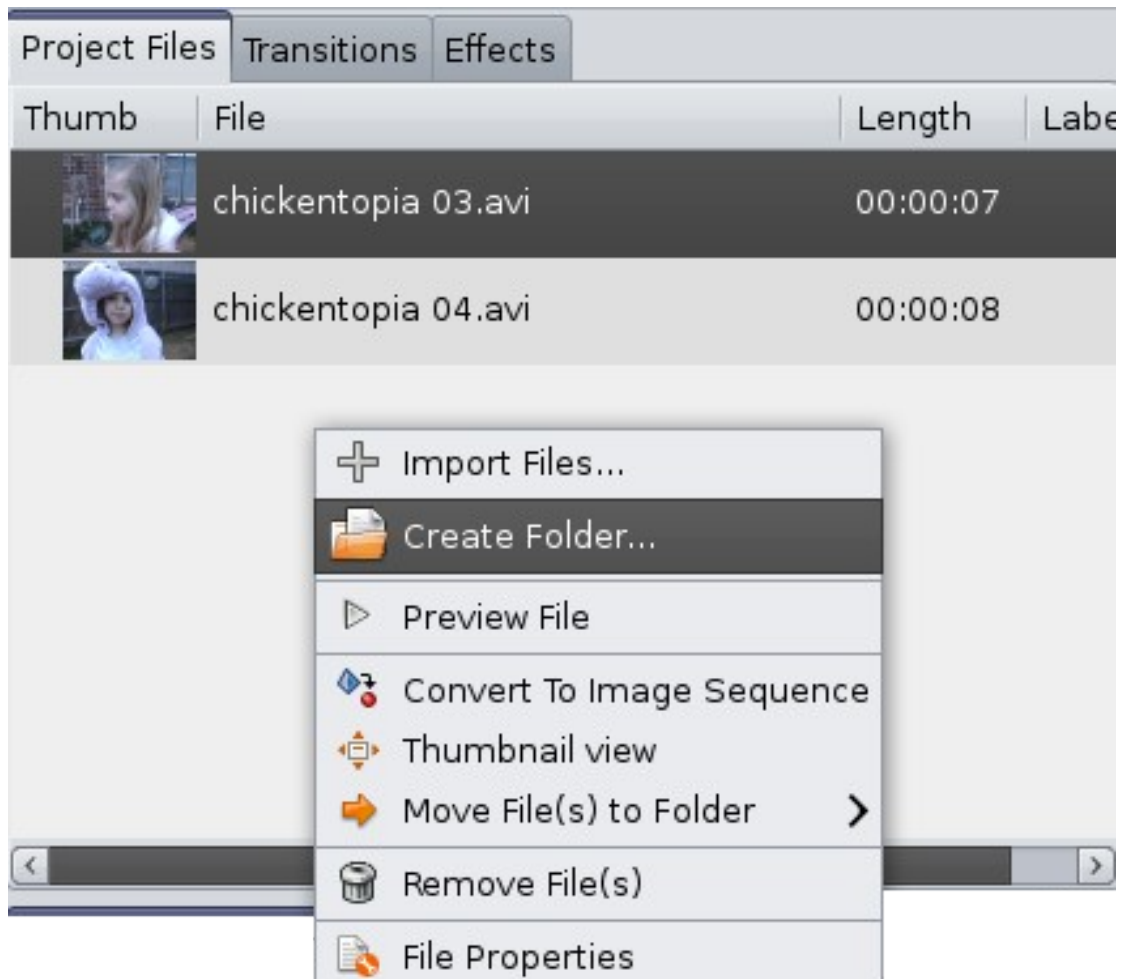 Project Files Transitions Effects
Thumb File Length Labe
chickentopia 03.avi 00:00:07
chickentopia 04.avi 00:00:08
Import Files...
Create Folder...
Preview File
Convert To Image Sequence
Thumbnail view
Move File(s) to Folder
Remove File(s)
File Properties